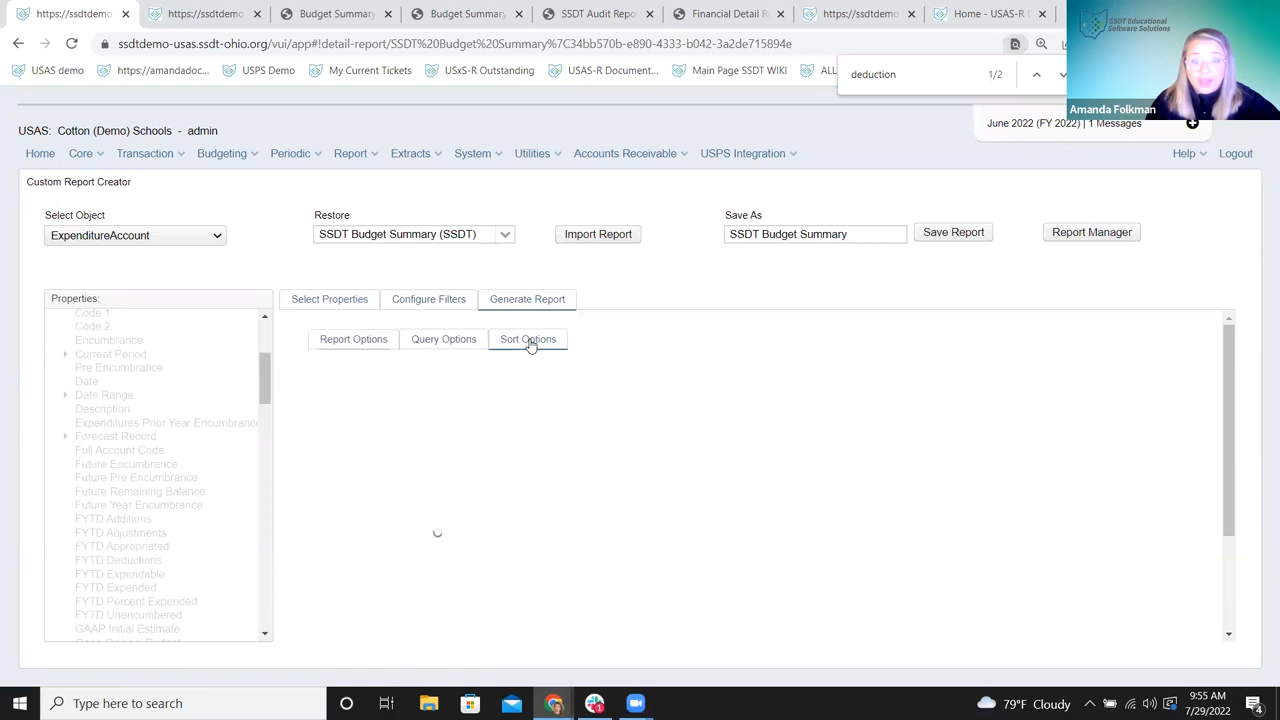 https://ssdtdemo
https://ssdtdemo
Budget Summary
Budget Summary
SSDT Audit Repo
Financial Detail R
https://ssdtdemo
Home - USAS-R D
ssdtdemo-usas.ssdt-ohio.org/vui/app#!detail-report/SSDT%20Budget%20Summary%7C34bb570b-e890-4333-b042-3a2de715894e
USAS demo
https://amandadoc...
USPS Demo
My Current Tickets
USxS-R Outstanding
USAS-R Document...
Main Page SSDT WIKI
ALL
deduction
1/2
SSDT Educational
Software Solutions
Amanda Folkman
USAS: Cotton (Demo) Schools - admin
June 2022 (FY 2022) | 1 Messages
Home
Core
Transaction
Budgeting
Periodic
Report
Extracts
System
Utilities
Accounts Receivable
USPS Integration
Help
Logout
Custom Report Creator
Select Object
Restore
Save As
ExpenditureAccount
SSDT Budget Summary (SSDT)
Import Report
SSDT Budget Summary
Save Report
Report Manager
Properties:
Select Properties
Configure Filters
Generate Report
Report Options
Query Options
Sort Options
Code 1
Code 2
Encumbrance
Current Period
Pre Encumbrance
Date
Date Range
Description
Expenditures Prior Year Encumbrance
Forecast Record
Full Account Code
Future Encumbrance
Future Pre Encumbrance
Future Remaining Balance
Future Year Encumbrance
FYTD Additions
FYTD Adjustments
FYTD Appropriated
FYTD Deductions
FYTD Expendable
FYTD Expended
FYTD Percent Expended
FYTD Unencumbered
GAAP Initial Estimate
Type here to search
79°F Cloudy
9:55 AM
7/29/2022
4